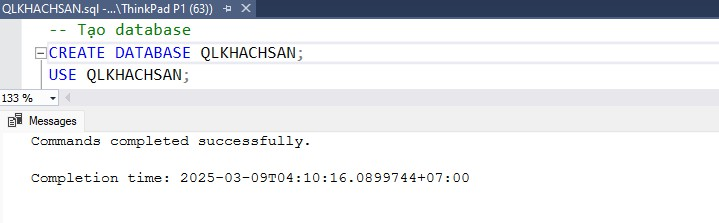 QLKHACHSAN.sql -...\ThinkPad P1 (63))
-- Tạo database
CREATE DATABASE QLKHACHSAN;
USE QLKHACHSAN;
133 %
Messages
Commands completed successfully.
Completion time: 2025-03-09T04:10:16.0899744+07:00